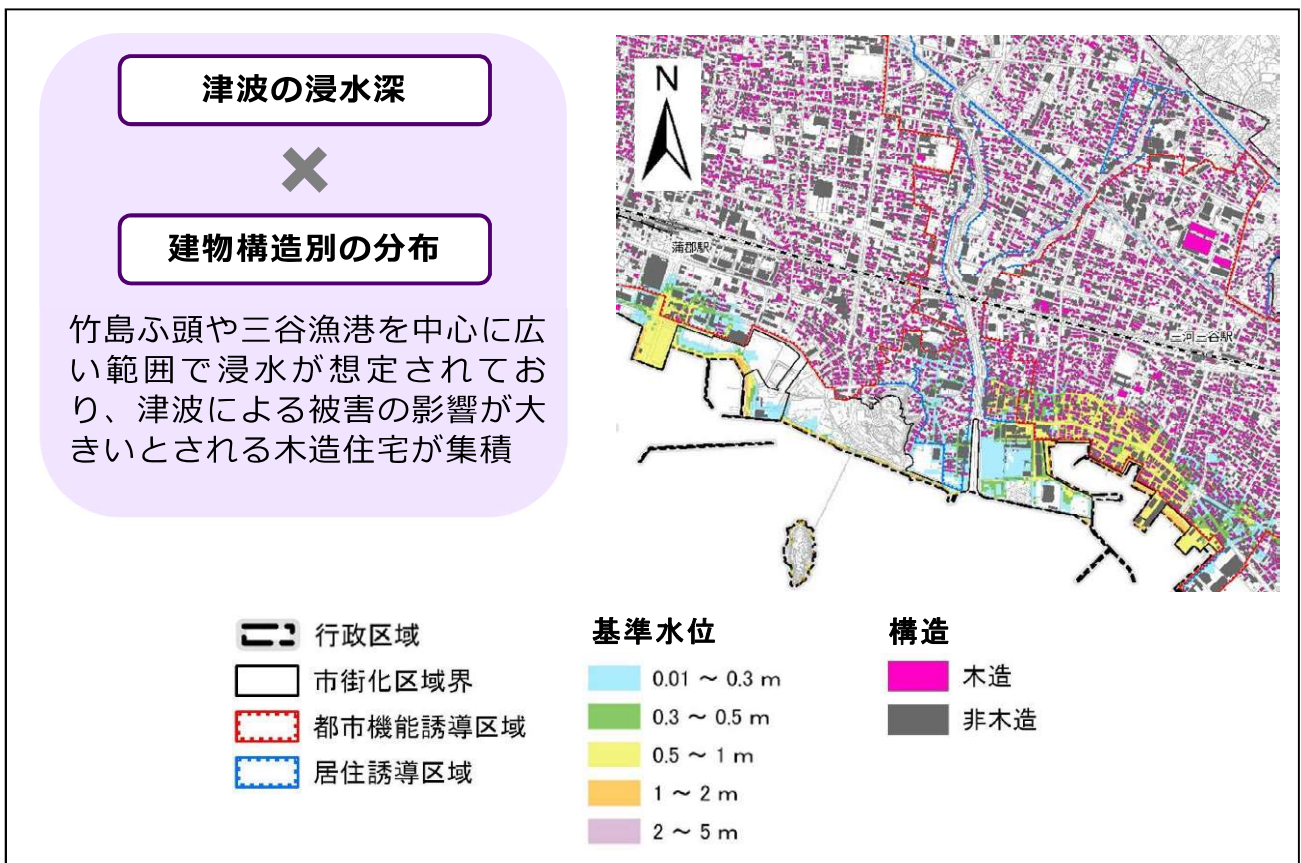 津波の浸水深
×
建物構造別の分布
竹島ふ頭や三谷漁港を中心に広
い範囲で浸水が想定されてお
り、津波による被害の影響が大
きいとされる木造住宅が集積
N
蒲郡駅
三河三谷駅
行政区域
市街化区域界
都市機能誘導区域
居住誘導区域
基準水位
0.01 ～ 0.3 m
0.3 ～ 0.5 m
0.5 ～ 1 m
1 ～ 2 m
2 ～ 5 m
構造
木造
非木造